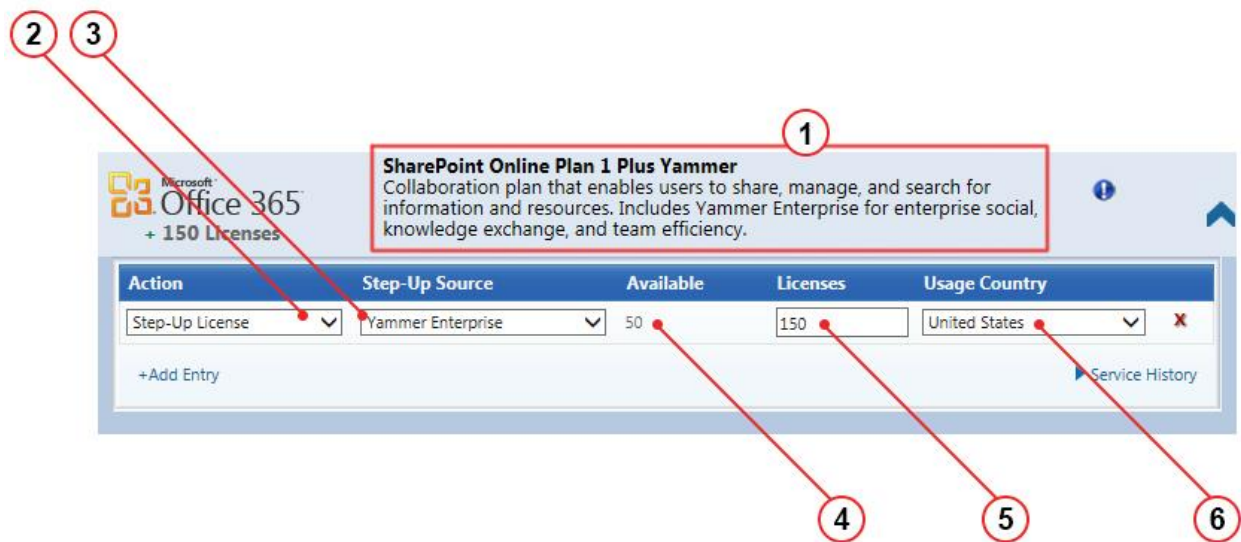 2 3
1
SharePoint Online Plan 1 Plus Yammer
Collaboration plan that enables users to share, manage, and search for
information and resources. Includes Yammer Enterprise for enterprise social,
knowledge exchange, and team efficiency.
Microsoft
Office 365
+ 150 Licenses
Action Step-Up Source Available Licenses Usage Country
Step-Up License Yammer Enterprise 50 150 United States X
+Add Entry Service History
4 5 6